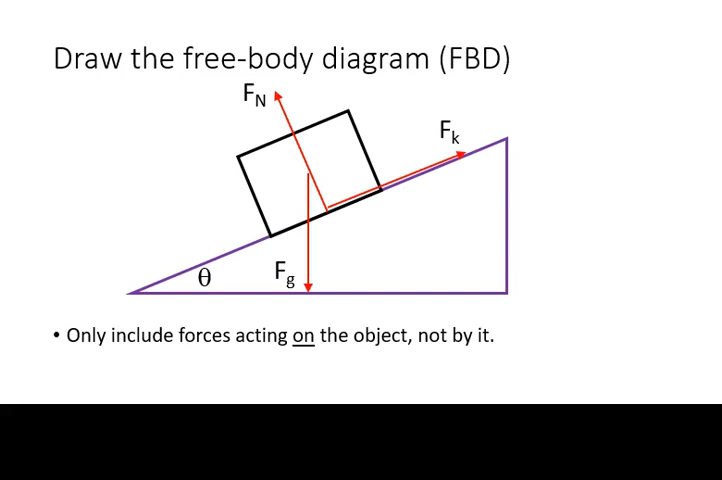 Draw the free-body diagram (FBD)
F_N
F_k
θ
F_g
• Only include forces acting on the object, not by it.